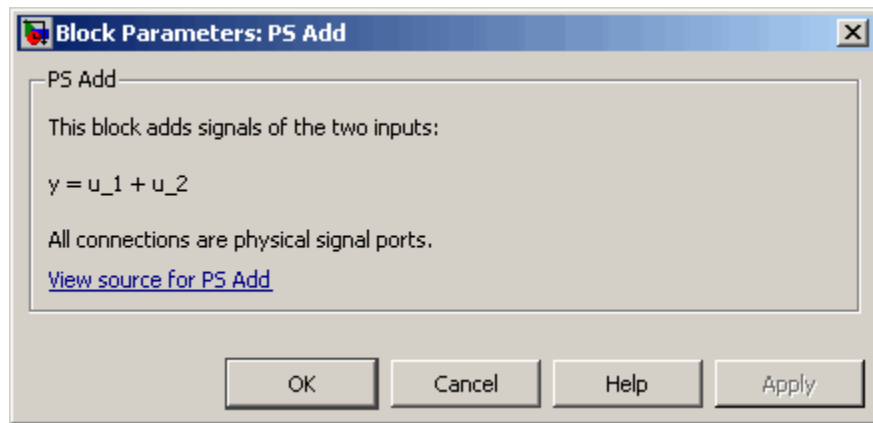 Block Parameters: PS Add
PS Add
This block adds signals of the two inputs:
y = u_1 + u_2
All connections are physical signal ports.
View source for PS Add
OK
Cancel
Help
Apply